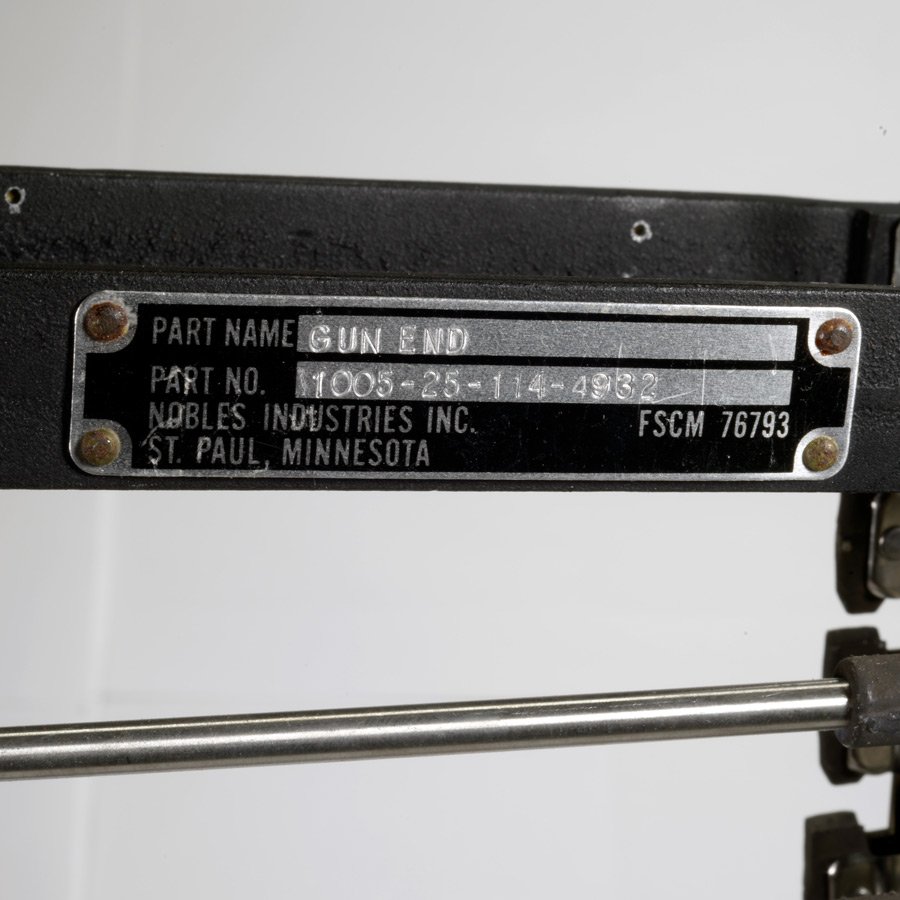 PART NAME GUN END
PART NO. 1005-25-114-4932
NOBLES INDUSTRIES INC. FSCM 76793
ST. PAUL, MINNESOTA